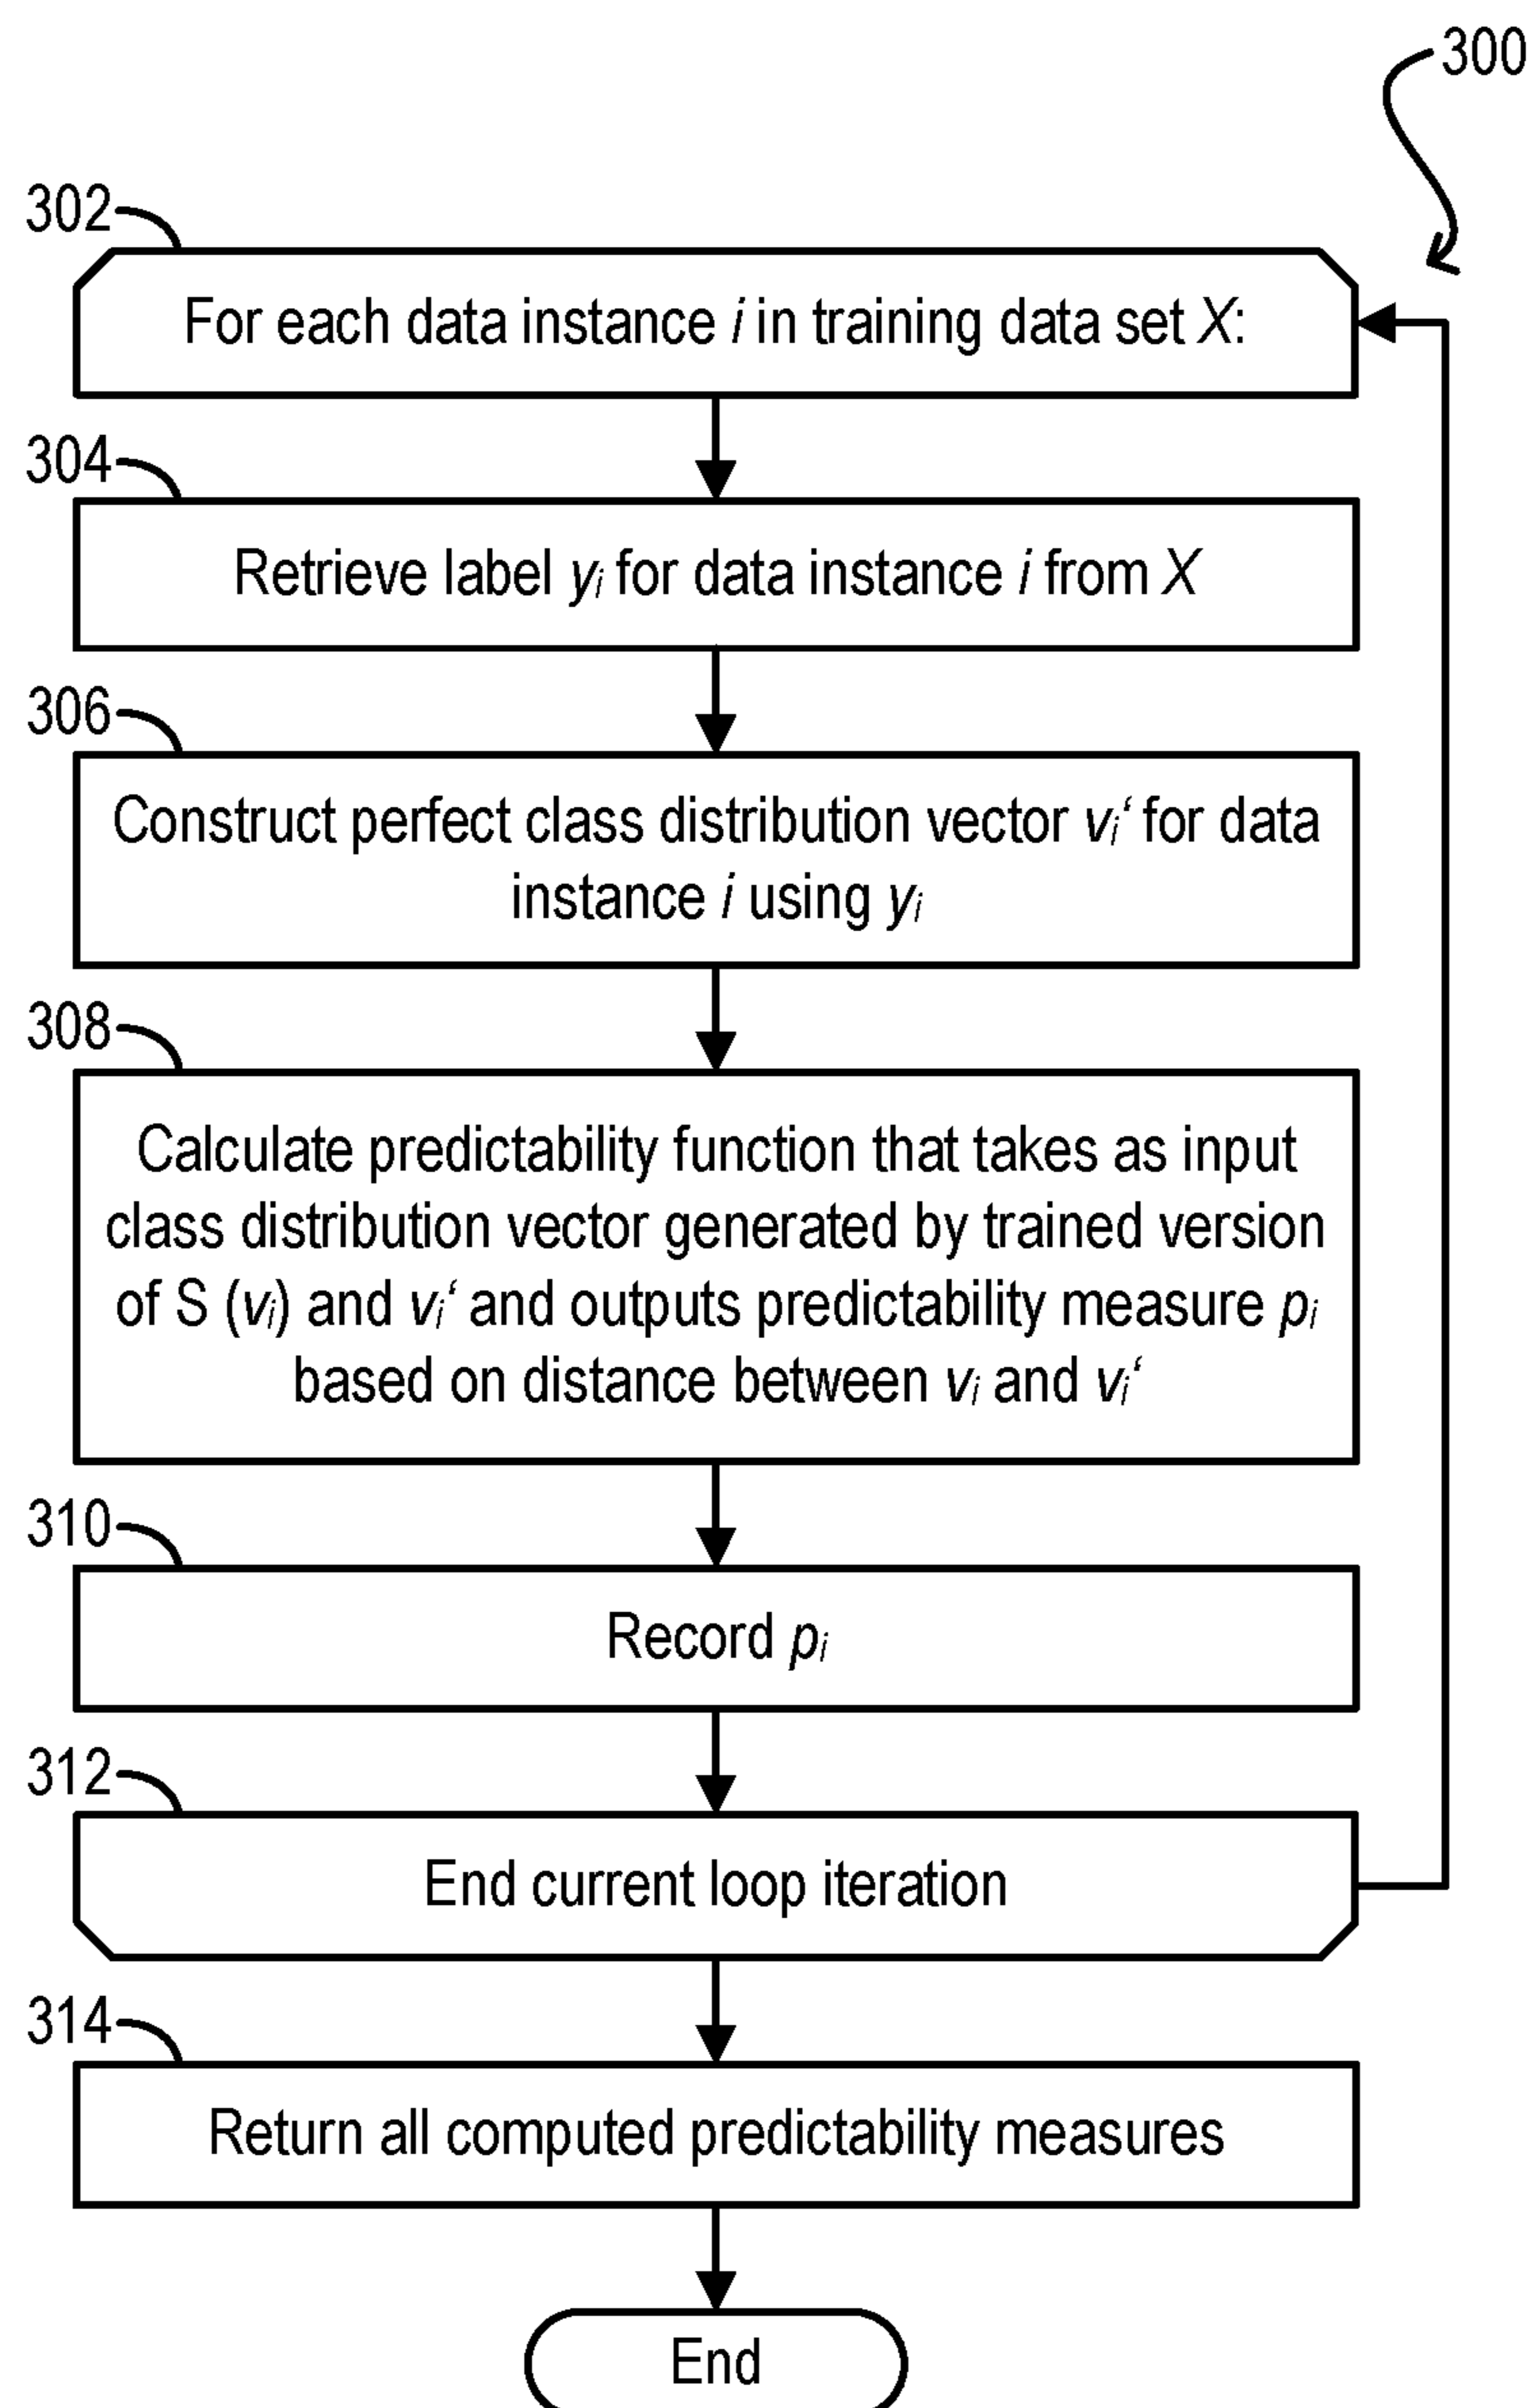 300
302
For each data instance i in training data set X:
304
Retrieve label yi for data instance i from X
306
Construct perfect class distribution vector vi‘ for data
instance i using yi
308
Calculate predictability function that takes as input
class distribution vector generated by trained version
of S (vi) and vi‘ and outputs predictability measure pi
based on distance between vi and vi‘
310
Record pi
312
End current loop iteration
314
Return all computed predictability measures
End